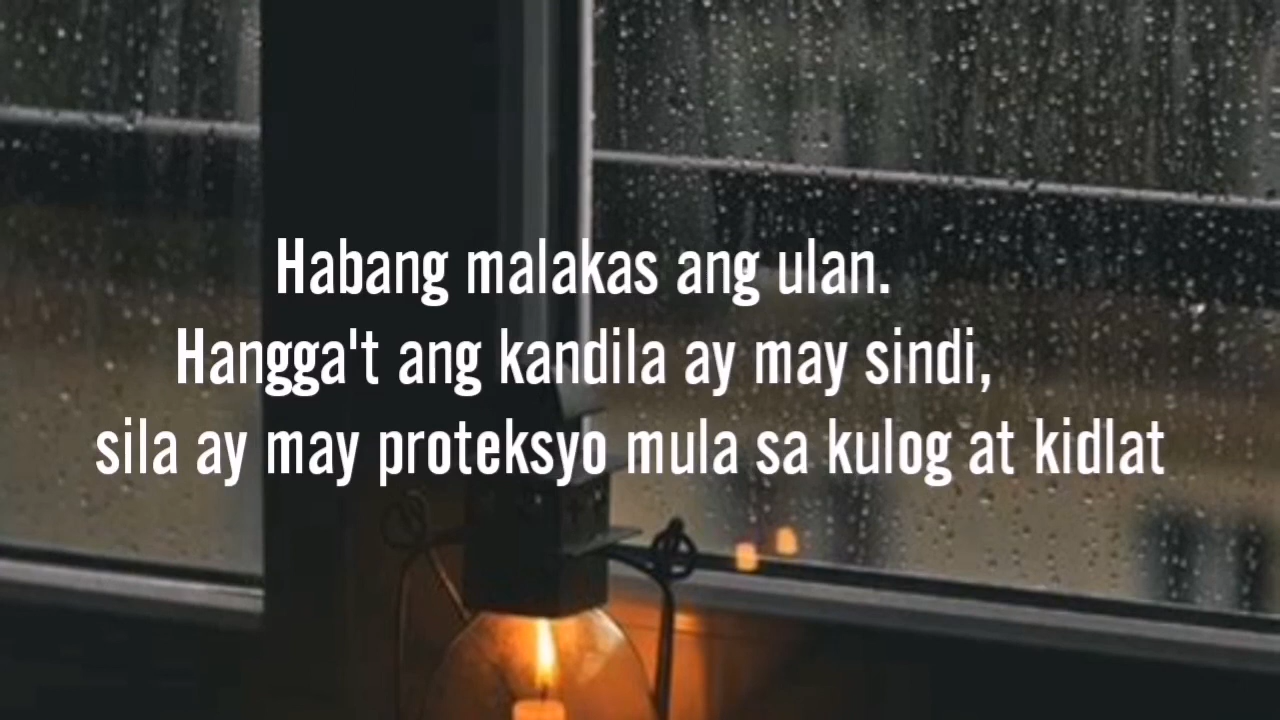 Habang malakas ang ulan.
Hangga't ang kandila ay may sindi,
sila ay may proteksyo mula sa kulog at kidlat